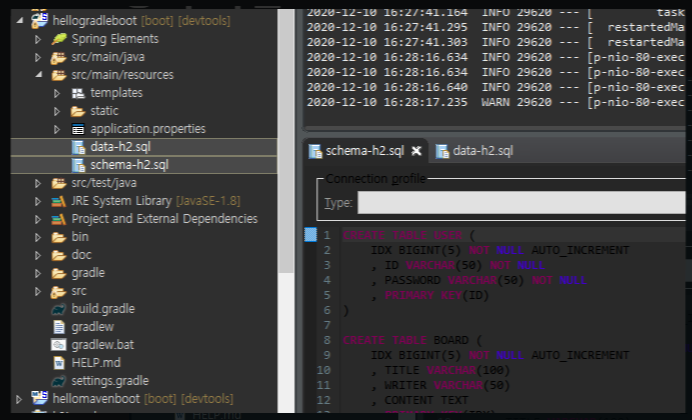 hellogradleboot [boot] [devtools]
Spring Elements
src/main/java
src/main/resources
templates
static
application.properties
data-h2.sql
schema-h2.sql
src/test/java
JRE System Library [JavaSE-1.8]
Project and External Dependencies
bin
doc
gradle
src
build.gradle
gradlew
gradlew.bat
HELP.md
settings.gradle
hellomavenboot [boot] [devtools]
HELP.md
2020-12-10 16:27:41.164 INFO 29620 --- [ task
2020-12-10 16:27:41.295 INFO 29620 --- [ restartedMa
2020-12-10 16:27:41.303 INFO 29620 --- [ restartedMa
2020-12-10 16:28:16.634 INFO 29620 --- [p-nio-80-exec
2020-12-10 16:28:16.634 INFO 29620 --- [p-nio-80-exec
2020-12-10 16:28:16.640 INFO 29620 --- [p-nio-80-exec
2020-12-10 16:28:17.235 WARN 29620 --- [p-nio-80-exec
schema-h2.sql data-h2.sql
Connection profile
Type:
1 CREATE TABLE (
2 IDX BIGINT(5) NOT NULL AUTO_INCREMENT
3 , ID VARCHAR(50) NOT NULL
4 , PASSWORD VARCHAR(50) NOT NULL
5 , PRIMARY KEY(ID)
6 )
7
8 CREATE TABLE BOARD (
9 IDX BIGINT(5) NOT NULL AUTO_INCREMENT
10 , TITLE VARCHAR(100)
11 , WRITER VARCHAR(50)
12 , CONTENT TEXT